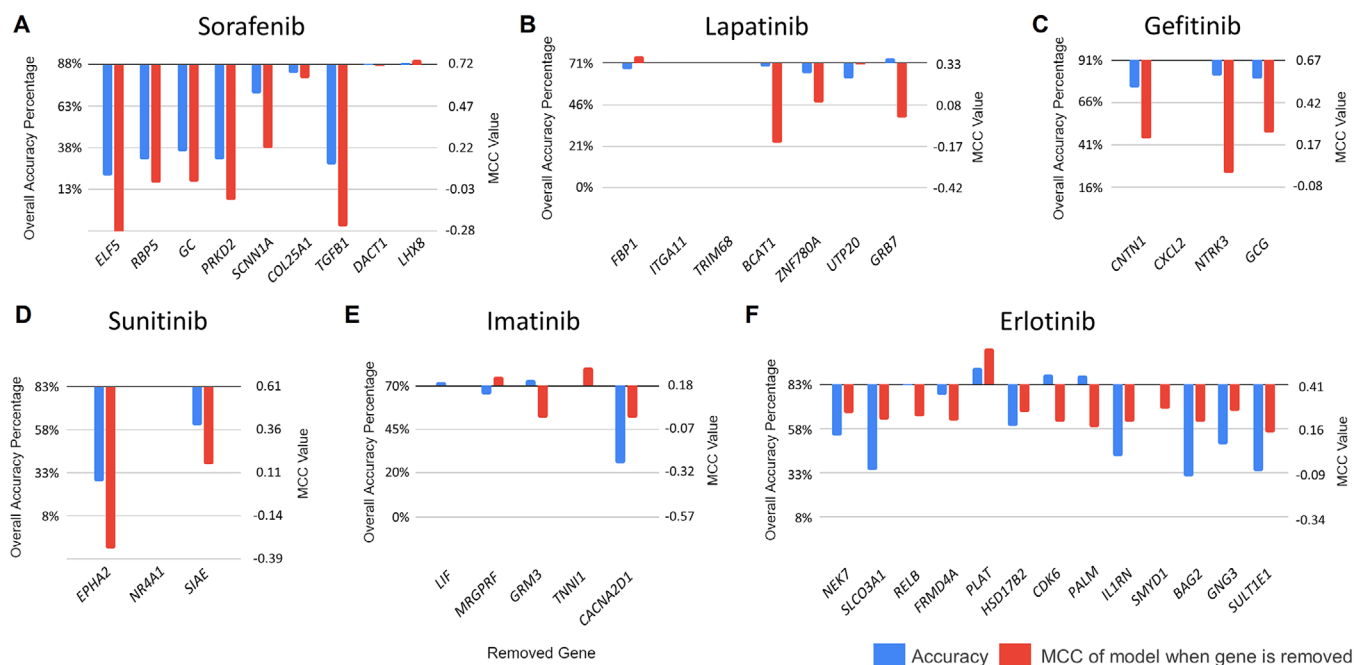 A
Sorafenib
Overall Accuracy Percentage
88%
63%
38%
13%
0.72
0.47
0.22
-0.03
-0.28
MCC Value
ELF5
RBP5
GC
PRKD2
SCNN1A
COL25A1
TGFB1
DACT1
LHX8
B
Lapatinib
Overall Accuracy Percentage
71%
46%
21%
0%
0.33
0.08
-0.17
-0.42
MCC Value
FBP1
ITGA11
TRIM68
BCAT1
ZNF780A
UTP20
GRB7
C
Gefitinib
Overall Accuracy Percentage
91%
66%
41%
16%
0.67
0.42
0.17
-0.08
MCC Value
CNTN1
CXCL2
NTRK3
GCG
D
Sunitinib
Overall Accuracy Percentage
83%
58%
33%
8%
0.61
0.36
0.11
-0.14
-0.39
MCC Value
EPHA2
NR4A1
SIAE
E
Imatinib
Overall Accuracy Percentage
70%
45%
20%
0%
0.18
-0.07
-0.32
-0.57
MCC Value
LIF
MRGPRF
GRM3
TNNI1
CACNA2D1
Removed Gene
F
Erlotinib
Overall Accuracy Percentage
83%
58%
33%
8%
0.41
0.16
-0.09
-0.34
MCC Value
NEK7
SLCO3A1
RELB
FRMD4A
PLAT
HSD17B2
CDK6
PALM
IL1RN
SMYD1
BAG2
GNG3
SULT1E1
Accuracy
MCC of model when gene is removed